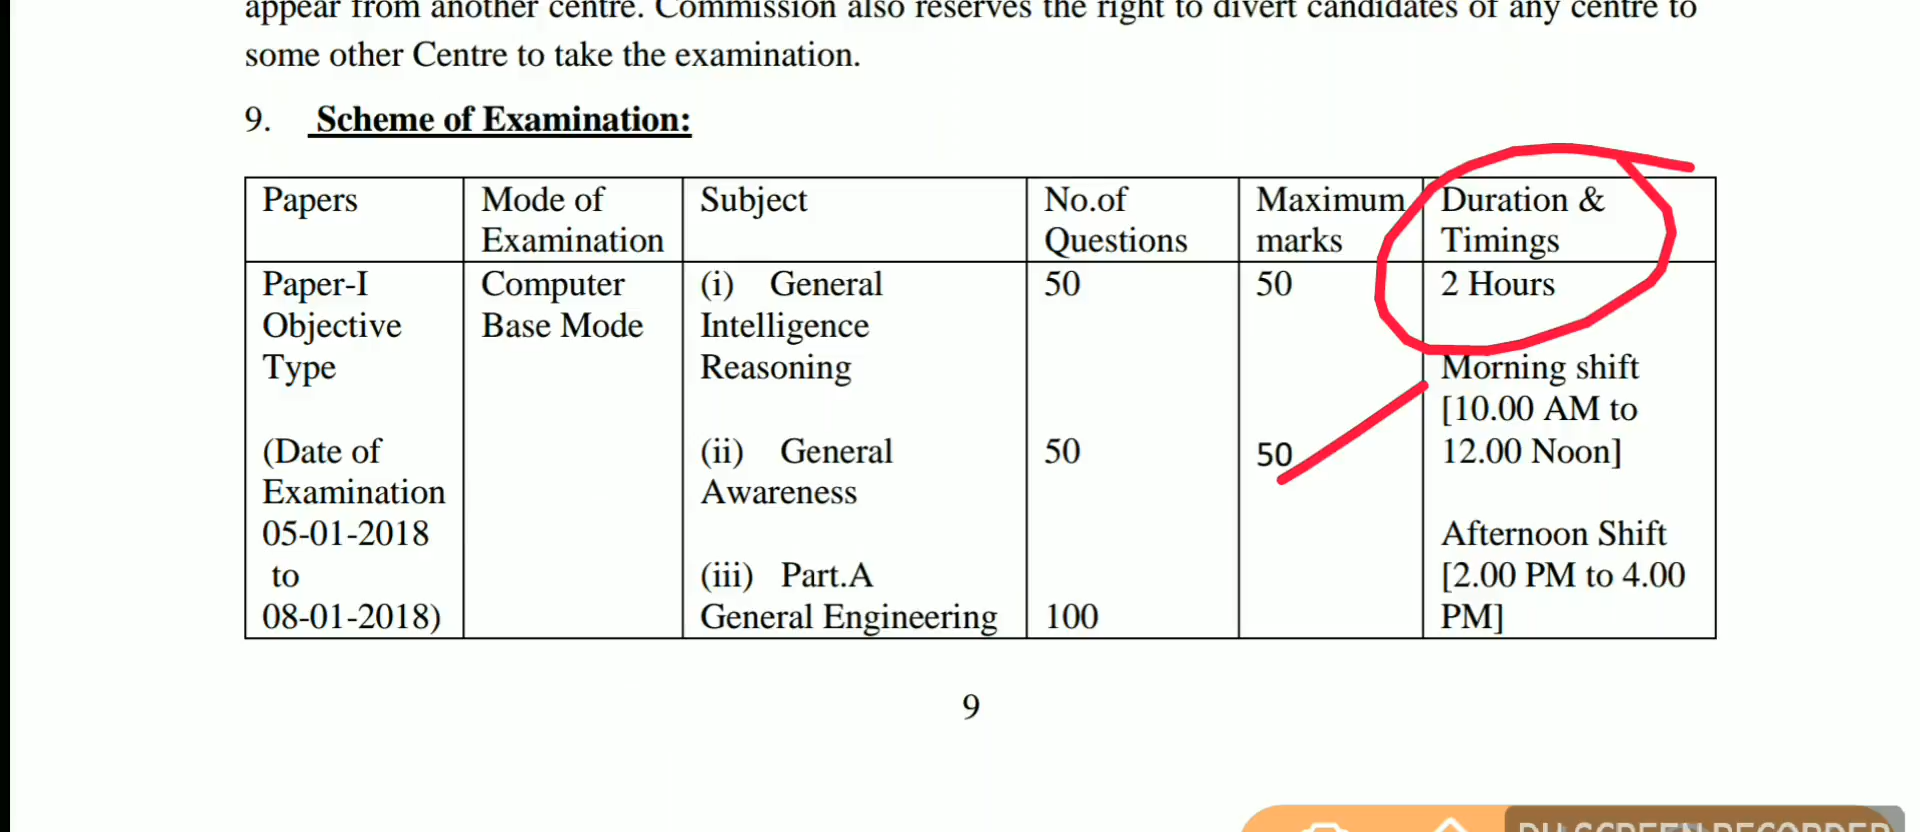 appear from another centre. Commission also reserves the right to divert candidates of any centre to
some other Centre to take the examination.
9. Scheme of Examination:
Papers Mode of Examination Subject No.of Questions Maximum marks Duration & Timings
Paper-I Computer (i) General 50 50 2 Hours
Objective Base Mode Intelligence
Type Reasoning Morning shift
[10.00 AM to
(Date of (ii) General 50 50 12.00 Noon]
Examination Awareness
05-01-2018 Afternoon Shift
to (iii) Part.A [2.00 PM to 4.00
08-01-2018) General Engineering 100 PM]
9
DU SCREEN RECORDER